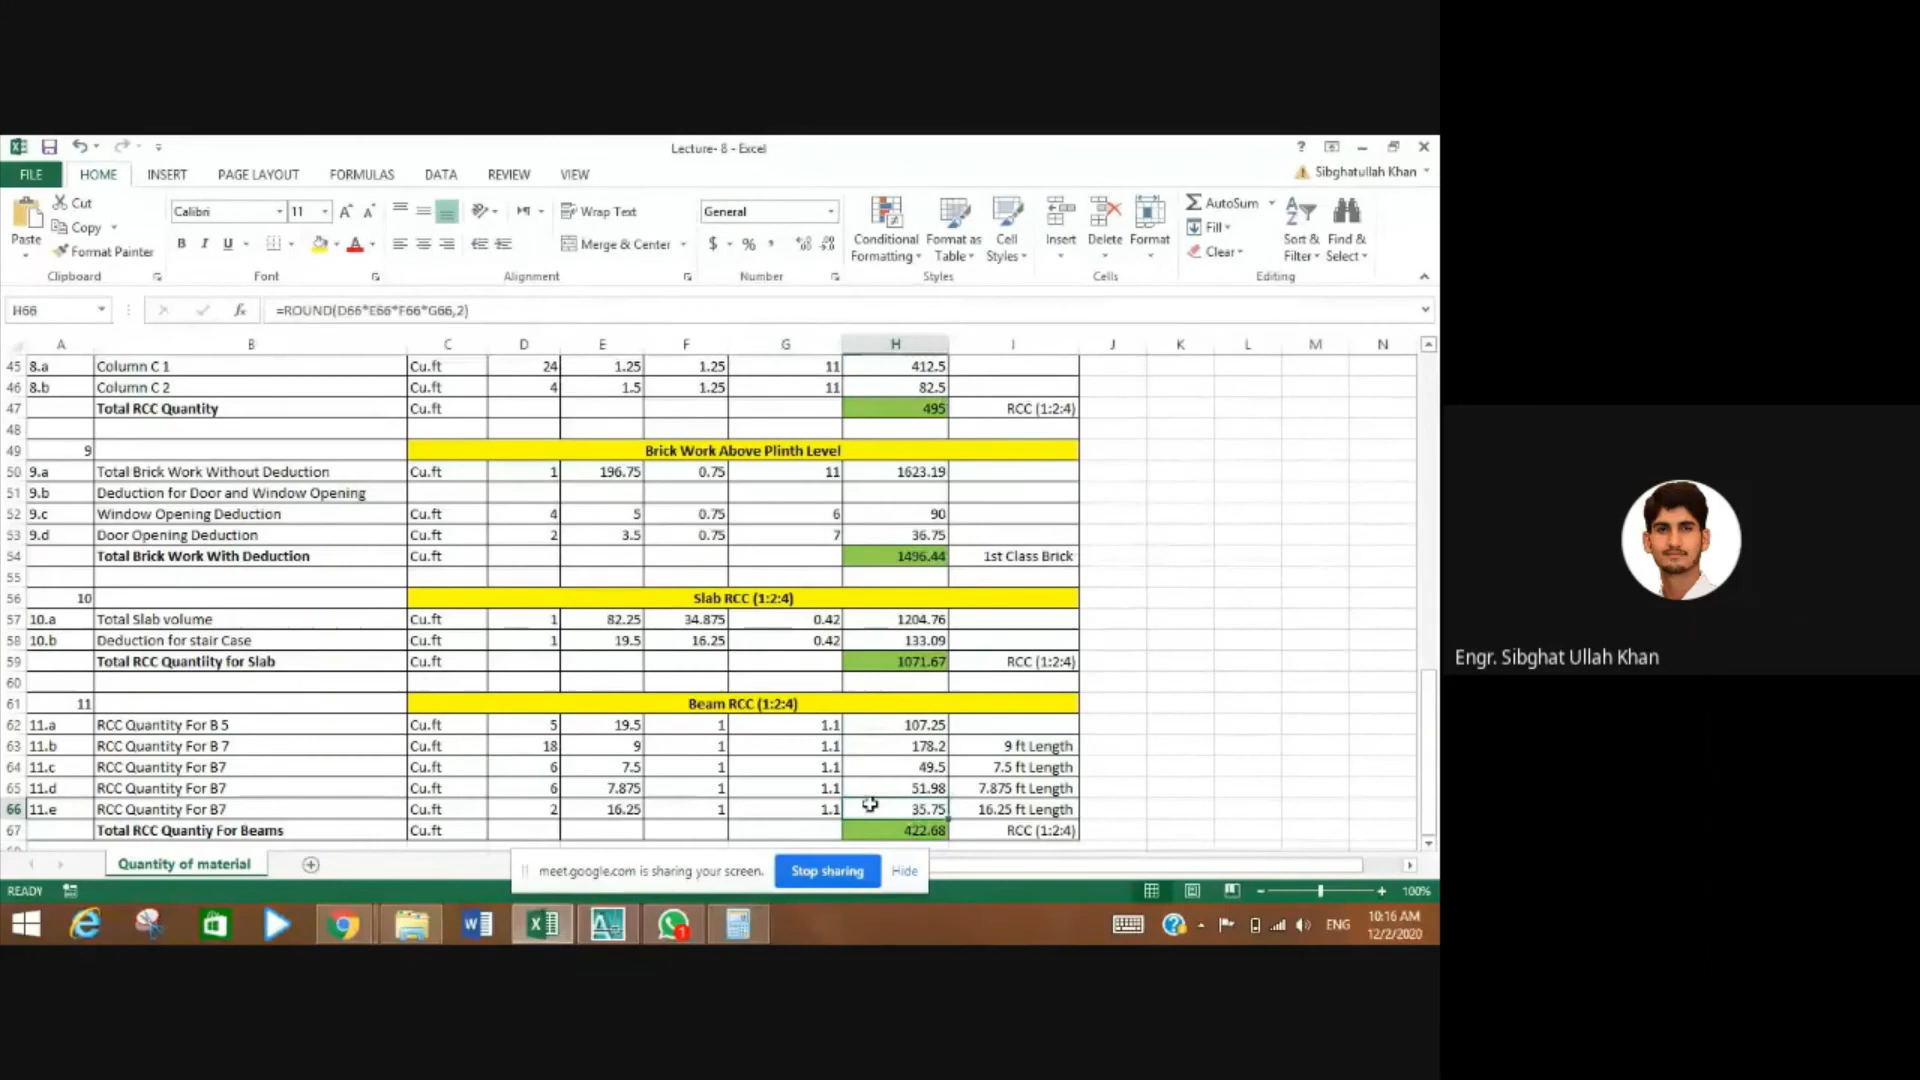 Lecture- 8 - Excel
FILE HOME INSERT PAGE LAYOUT FORMULAS DATA REVIEW VIEW Sibghatullah Khan
Paste Cut Copy Format Painter Clipboard
Calibri 11 B I U Font
Wrap Text Merge & Center Alignment
General $ % , Number
Conditional Formatting Format as Table Cell Styles Styles
Insert Delete Format Cells
AutoSum Fill Clear Sort & Filter Find & Select Editing
H66 fx =ROUND(D66*E66*F66*G66,2)
A B C D E F G H I J K L M N
45 8.a Column C 1 Cu.ft 24 1.25 1.25 11 412.5
46 8.b Column C 2 Cu.ft 4 1.5 1.25 11 82.5
47 Total RCC Quantity Cu.ft 495 RCC (1:2:4)
48
49 9 Brick Work Above Plinth Level
50 9.a Total Brick Work Without Deduction Cu.ft 1 196.75 0.75 11 1623.19
51 9.b Deduction for Door and Window Opening
52 9.c Window Opening Deduction Cu.ft 4 5 0.75 6 90
53 9.d Door Opening Deduction Cu.ft 2 3.5 0.75 7 36.75
54 Total Brick Work With Deduction Cu.ft 1496.44 1st Class Brick
55
56 10 Slab RCC (1:2:4)
57 10.a Total Slab volume Cu.ft 1 82.25 34.875 0.42 1204.76
58 10.b Deduction for stair Case Cu.ft 1 19.5 16.25 0.42 133.09
59 Total RCC Quantiity for Slab Cu.ft 1071.67 RCC (1:2:4)
60
61 11 Beam RCC (1:2:4)
62 11.a RCC Quantity For B 5 Cu.ft 5 19.5 1 1.1 107.25
63 11.b RCC Quantity For B 7 Cu.ft 18 9 1 1.1 178.2 9 ft Length
64 11.c RCC Quantity For B7 Cu.ft 6 7.5 1 1.1 49.5 7.5 ft Length
65 11.d RCC Quantity For B7 Cu.ft 6 7.875 1 1.1 51.98 7.875 ft Length
66 11.e RCC Quantity For B7 Cu.ft 2 16.25 1 1.1 35.75 16.25 ft Length
67 Total RCC Quantiy For Beams Cu.ft 422.68 RCC (1:2:4)
Quantity of material
meet.google.com is sharing your screen. Stop sharing Hide
READY 100%
1
ENG 10:16 AM
12/2/2020
Engr. Sibghat Ullah Khan